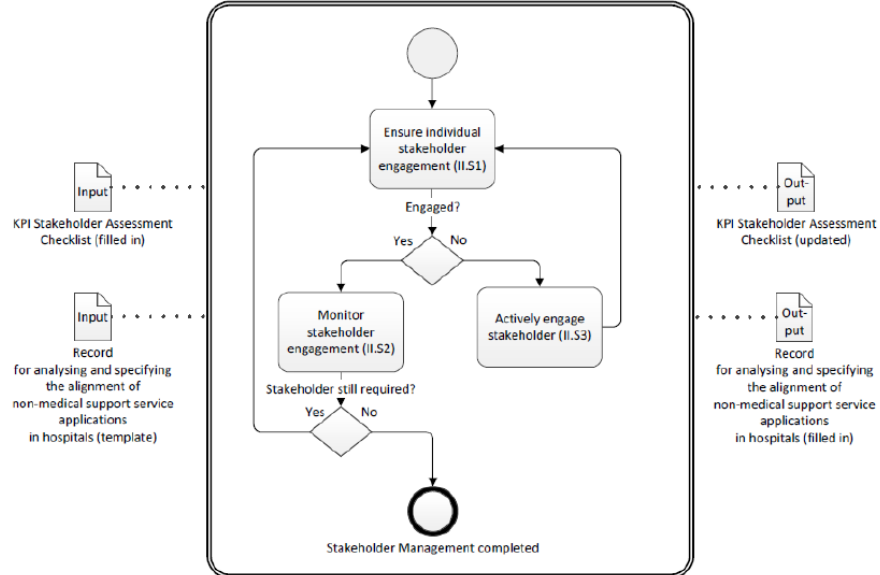 Ensure individual
stakeholder
engagement (II.S1)
Input
KPI Stakeholder Assessment
Checklist (filled in)
Out-
put
KPI Stakeholder Assessment
Checklist (updated)
Engaged?
Yes
No
Monitor
stakeholder
engagement (II.S2)
Actively engage
stakeholder (II.S3)
Input
Record
for analysing and specifying
the alignment of
non-medical support service
applications
in hospitals (template)
Out-
put
Record
for analysing and specifying
the alignment of
non-medical support service
applications
in hospitals (filled in)
Stakeholder still required?
Yes
No
Stakeholder Management completed